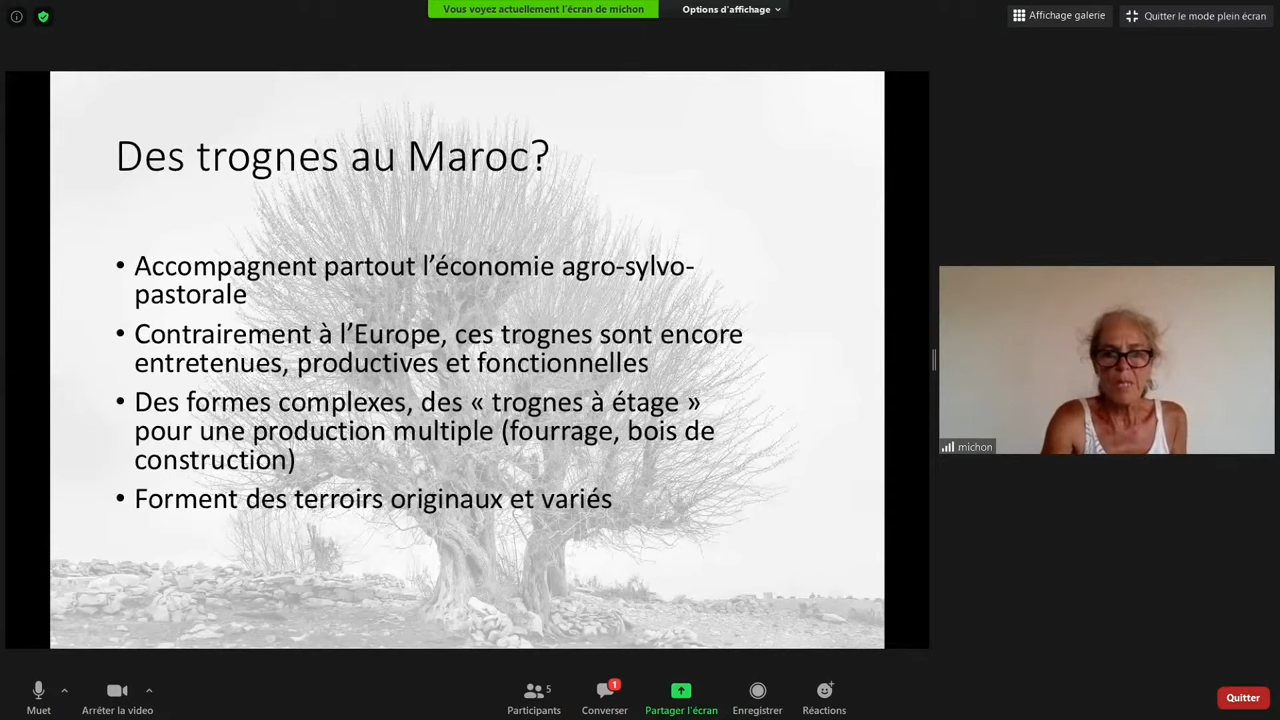 Vous voyez actuellement l'écran de michon
Options d'affichage
Affichage galerie
Quitter le mode plein écran
Des trognes au Maroc?
• Accompagnent partout l'économie agro-sylvo-
pastorale
• Contrairement à l'Europe, ces trognes sont encore
entretenues, productives et fonctionnelles
• Des formes complexes, des « trognes à étage »
pour une production multiple (fourrage, bois de
construction)
• Forment des terroirs originaux et variés
michon
Muet
Arrêter la video
5
Participants
1
Converser
Partager l'écran
Enregistrer
Réactions
Quitter